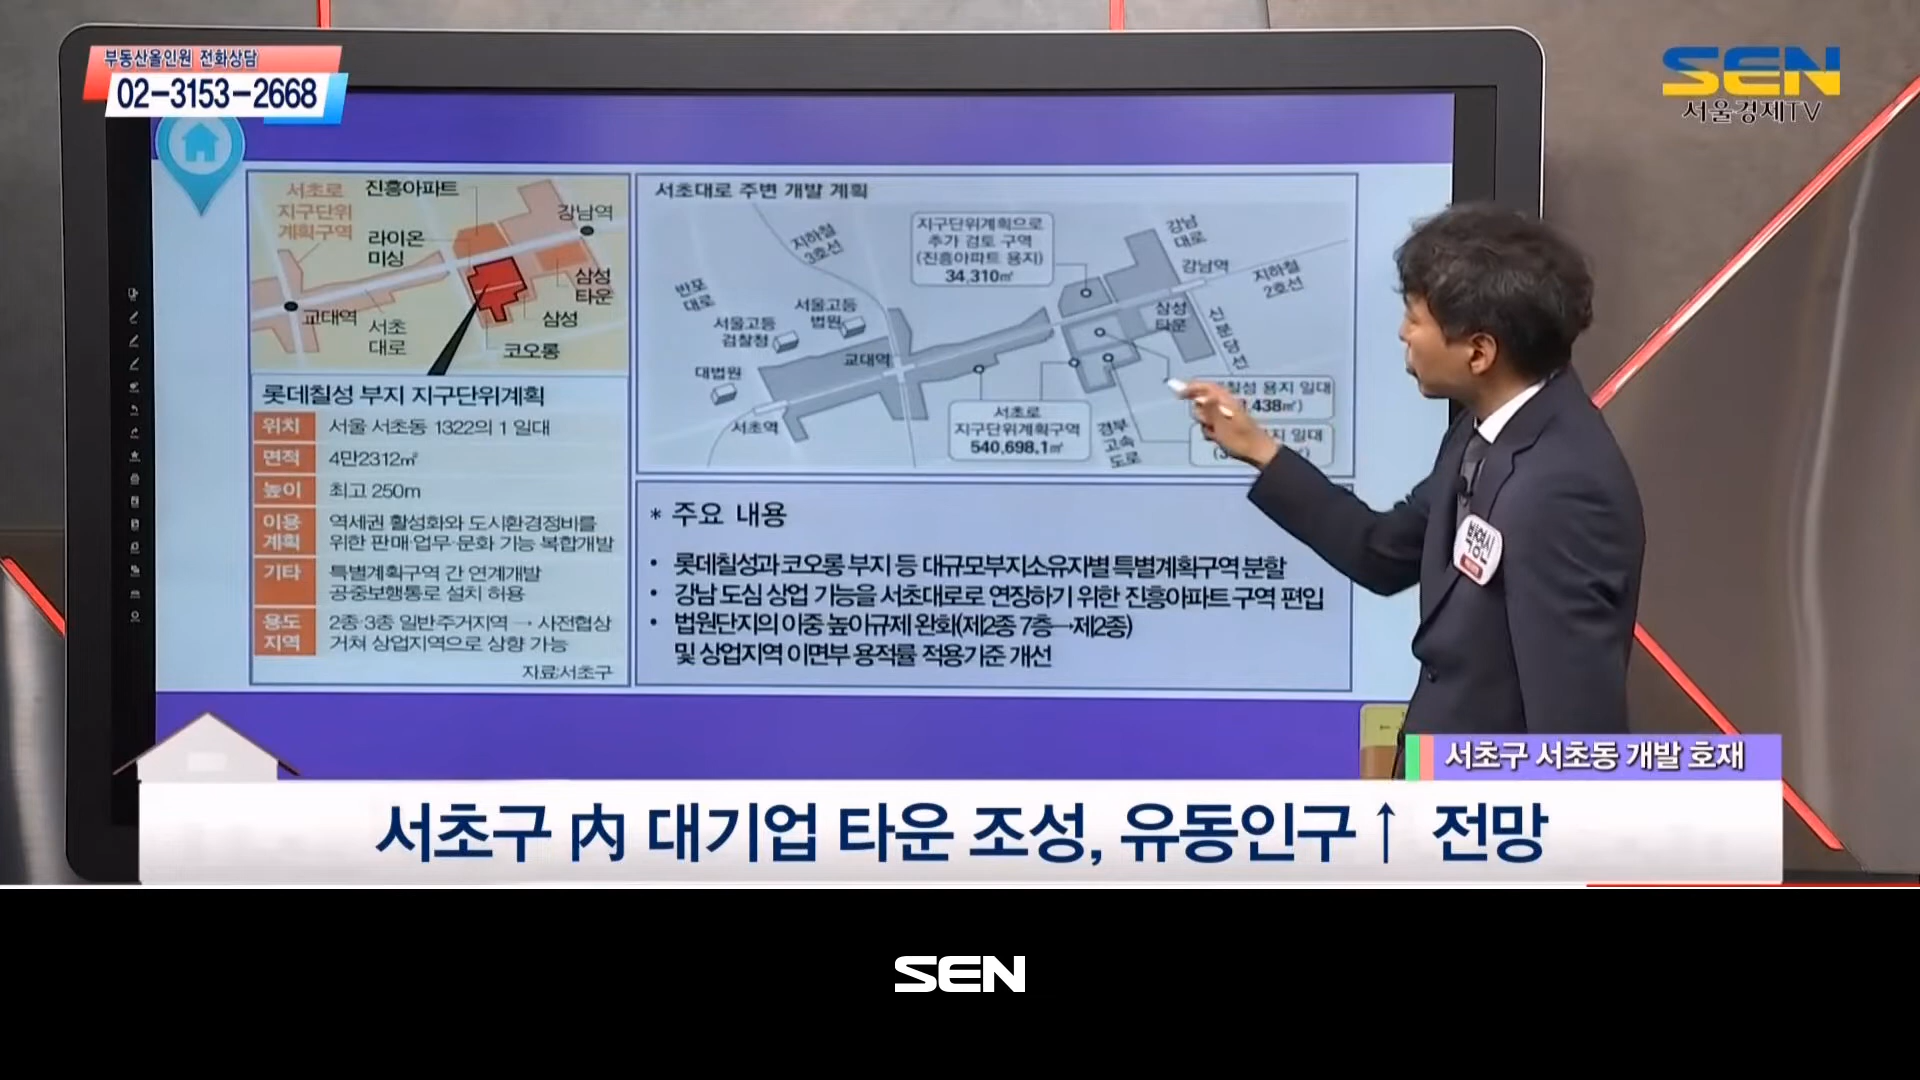 부동산올인원 전화상담
02-3153-2668
SEN
서울경제TV
서초로
지구단위
계획구역
진흥아파트
강남역
라이온
미싱
삼성
타운
교대역
서초
대로
삼성
코오롱
롯데칠성 부지 지구단위계획
위치 서울 서초동 1322의 1 일대
면적 4만2312㎡
높이 최고 250m
이용
계획
역세권 활성화와 도시환경정비를
위한 판매·업무·문화 기능 복합개발
기타
특별계획구역 간 연계개발
공중보행통로 설치 허용
용도
지역
2종·3종 일반주거지역 → 사전협상
거쳐 상업지역으로 상향 가능
자료:서초구
서초대로 주변 개발 계획
지하철
3호선
지구단위계획으로
추가 검토 구역
(진흥아파트 용지)
34,310㎡
강남
대로
강남역
지하철
2호선
반포
대로
서울고등
법원
서울고등
검찰청
삼성
타운
신분당선
교대역
대법원
서초역
서초로
지구단위계획구역
540,698.1㎡
경부
고속
도로
칠성 용지 일대
,438㎡)
지 일대
* 주요 내용
• 롯데칠성과 코오롱 부지 등 대규모부지소유자별 특별계획구역 분할
• 강남 도심 상업 기능을 서초대로로 연장하기 위한 진흥아파트 구역 편입
• 법원단지의 이중 높이규제 완화(제2종 7층→제2종)
및 상업지역 이면부 용적률 적용기준 개선
박영신
서초구 서초동 개발 호재
서초구 內 대기업 타운 조성, 유동인구↑ 전망
SEN